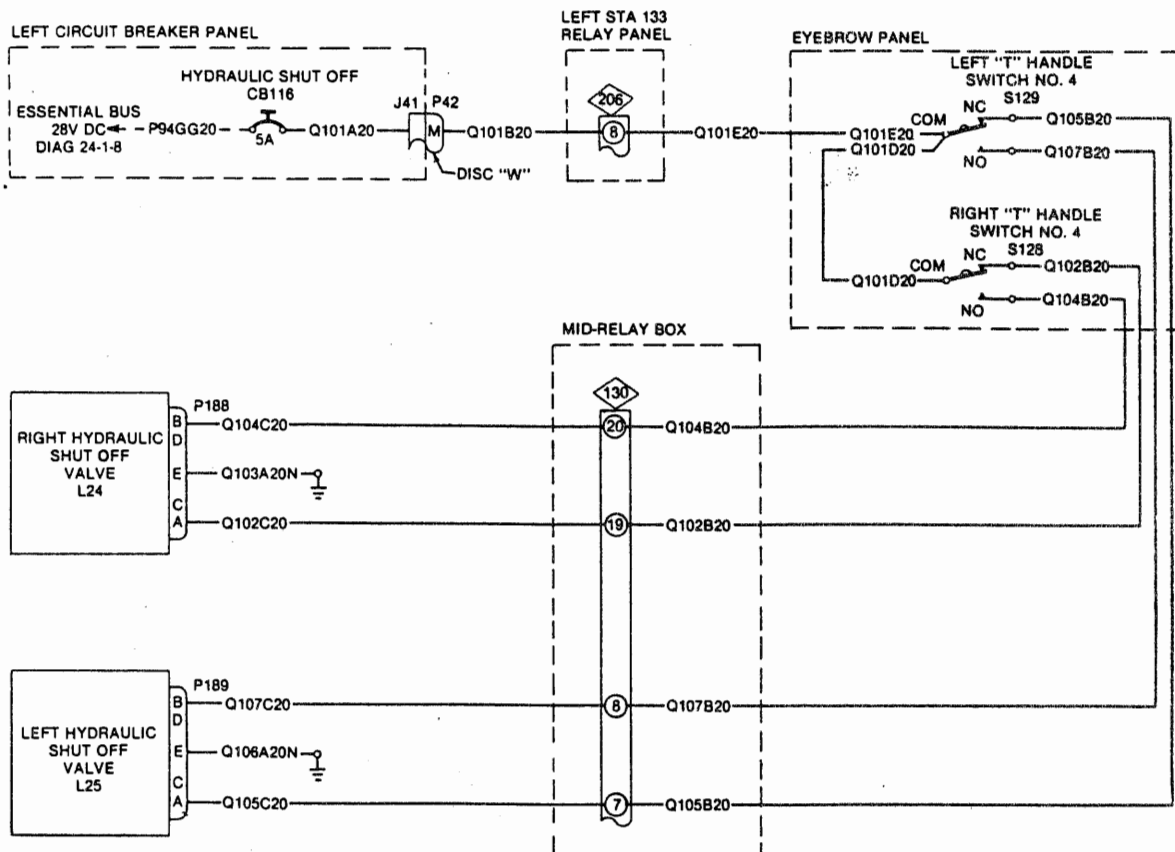 LEFT CIRCUIT BREAKER PANEL
HYDRAULIC SHUT OFF
CB116
ESSENTIAL BUS
28V DC
DIAG 24-1-8
P94GG20
5A
Q101A20
J41
P42
M
DISC "W"
Q101B20
LEFT STA 133
RELAY PANEL
206
8
Q101E20
EYEBROW PANEL
LEFT "T" HANDLE
SWITCH NO. 4
S129
COM
NC
NO
Q101E20
Q101D20
Q105B20
Q107B20
RIGHT "T" HANDLE
SWITCH NO. 4
S128
COM
NC
NO
Q101D20
Q102B20
Q104B20
MID-RELAY BOX
130
RIGHT HYDRAULIC
SHUT OFF
VALVE
L24
P188
B
D
E
C
A
Q104C20
20
Q104B20
Q103A20N
Q102C20
19
Q102B20
LEFT HYDRAULIC
SHUT OFF
VALVE
L25
P189
B
D
E
C
A
Q107C20
8
Q107B20
Q106A20N
Q105C20
7
Q105B20